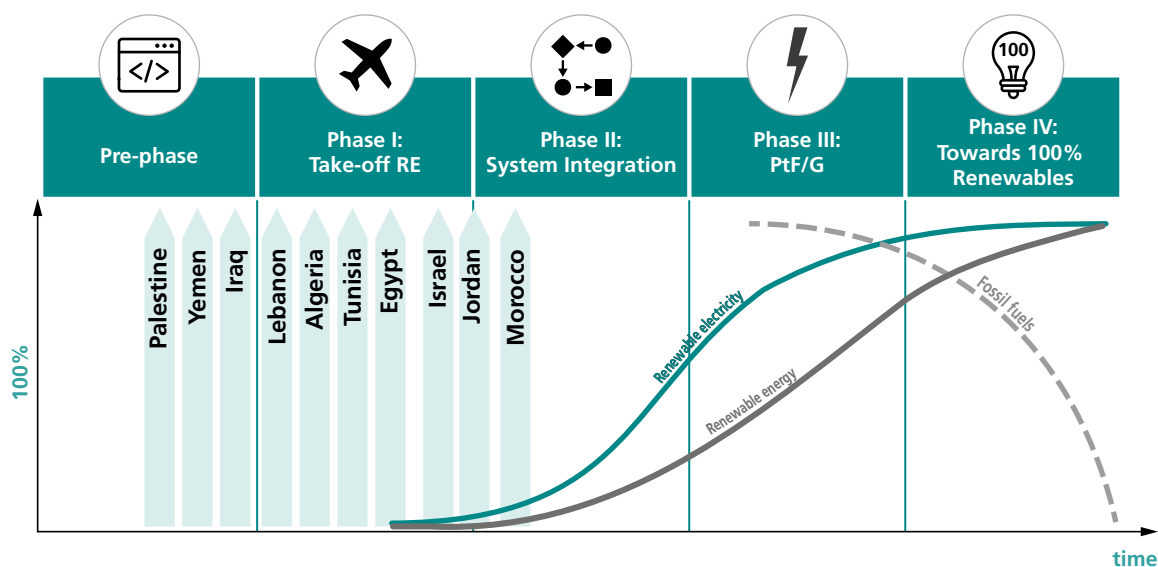 </>
100
Pre-phase
Phase I:
Take-off RE
Phase II:
System Integration
Phase III:
PtF/G
Phase IV:
Towards 100%
Renewables
100%
Palestine
Yemen
Iraq
Lebanon
Algeria
Tunisia
Egypt
Israel
Jordan
Morocco
Renewable electricity
Renewable energy
Fossil fuels
time